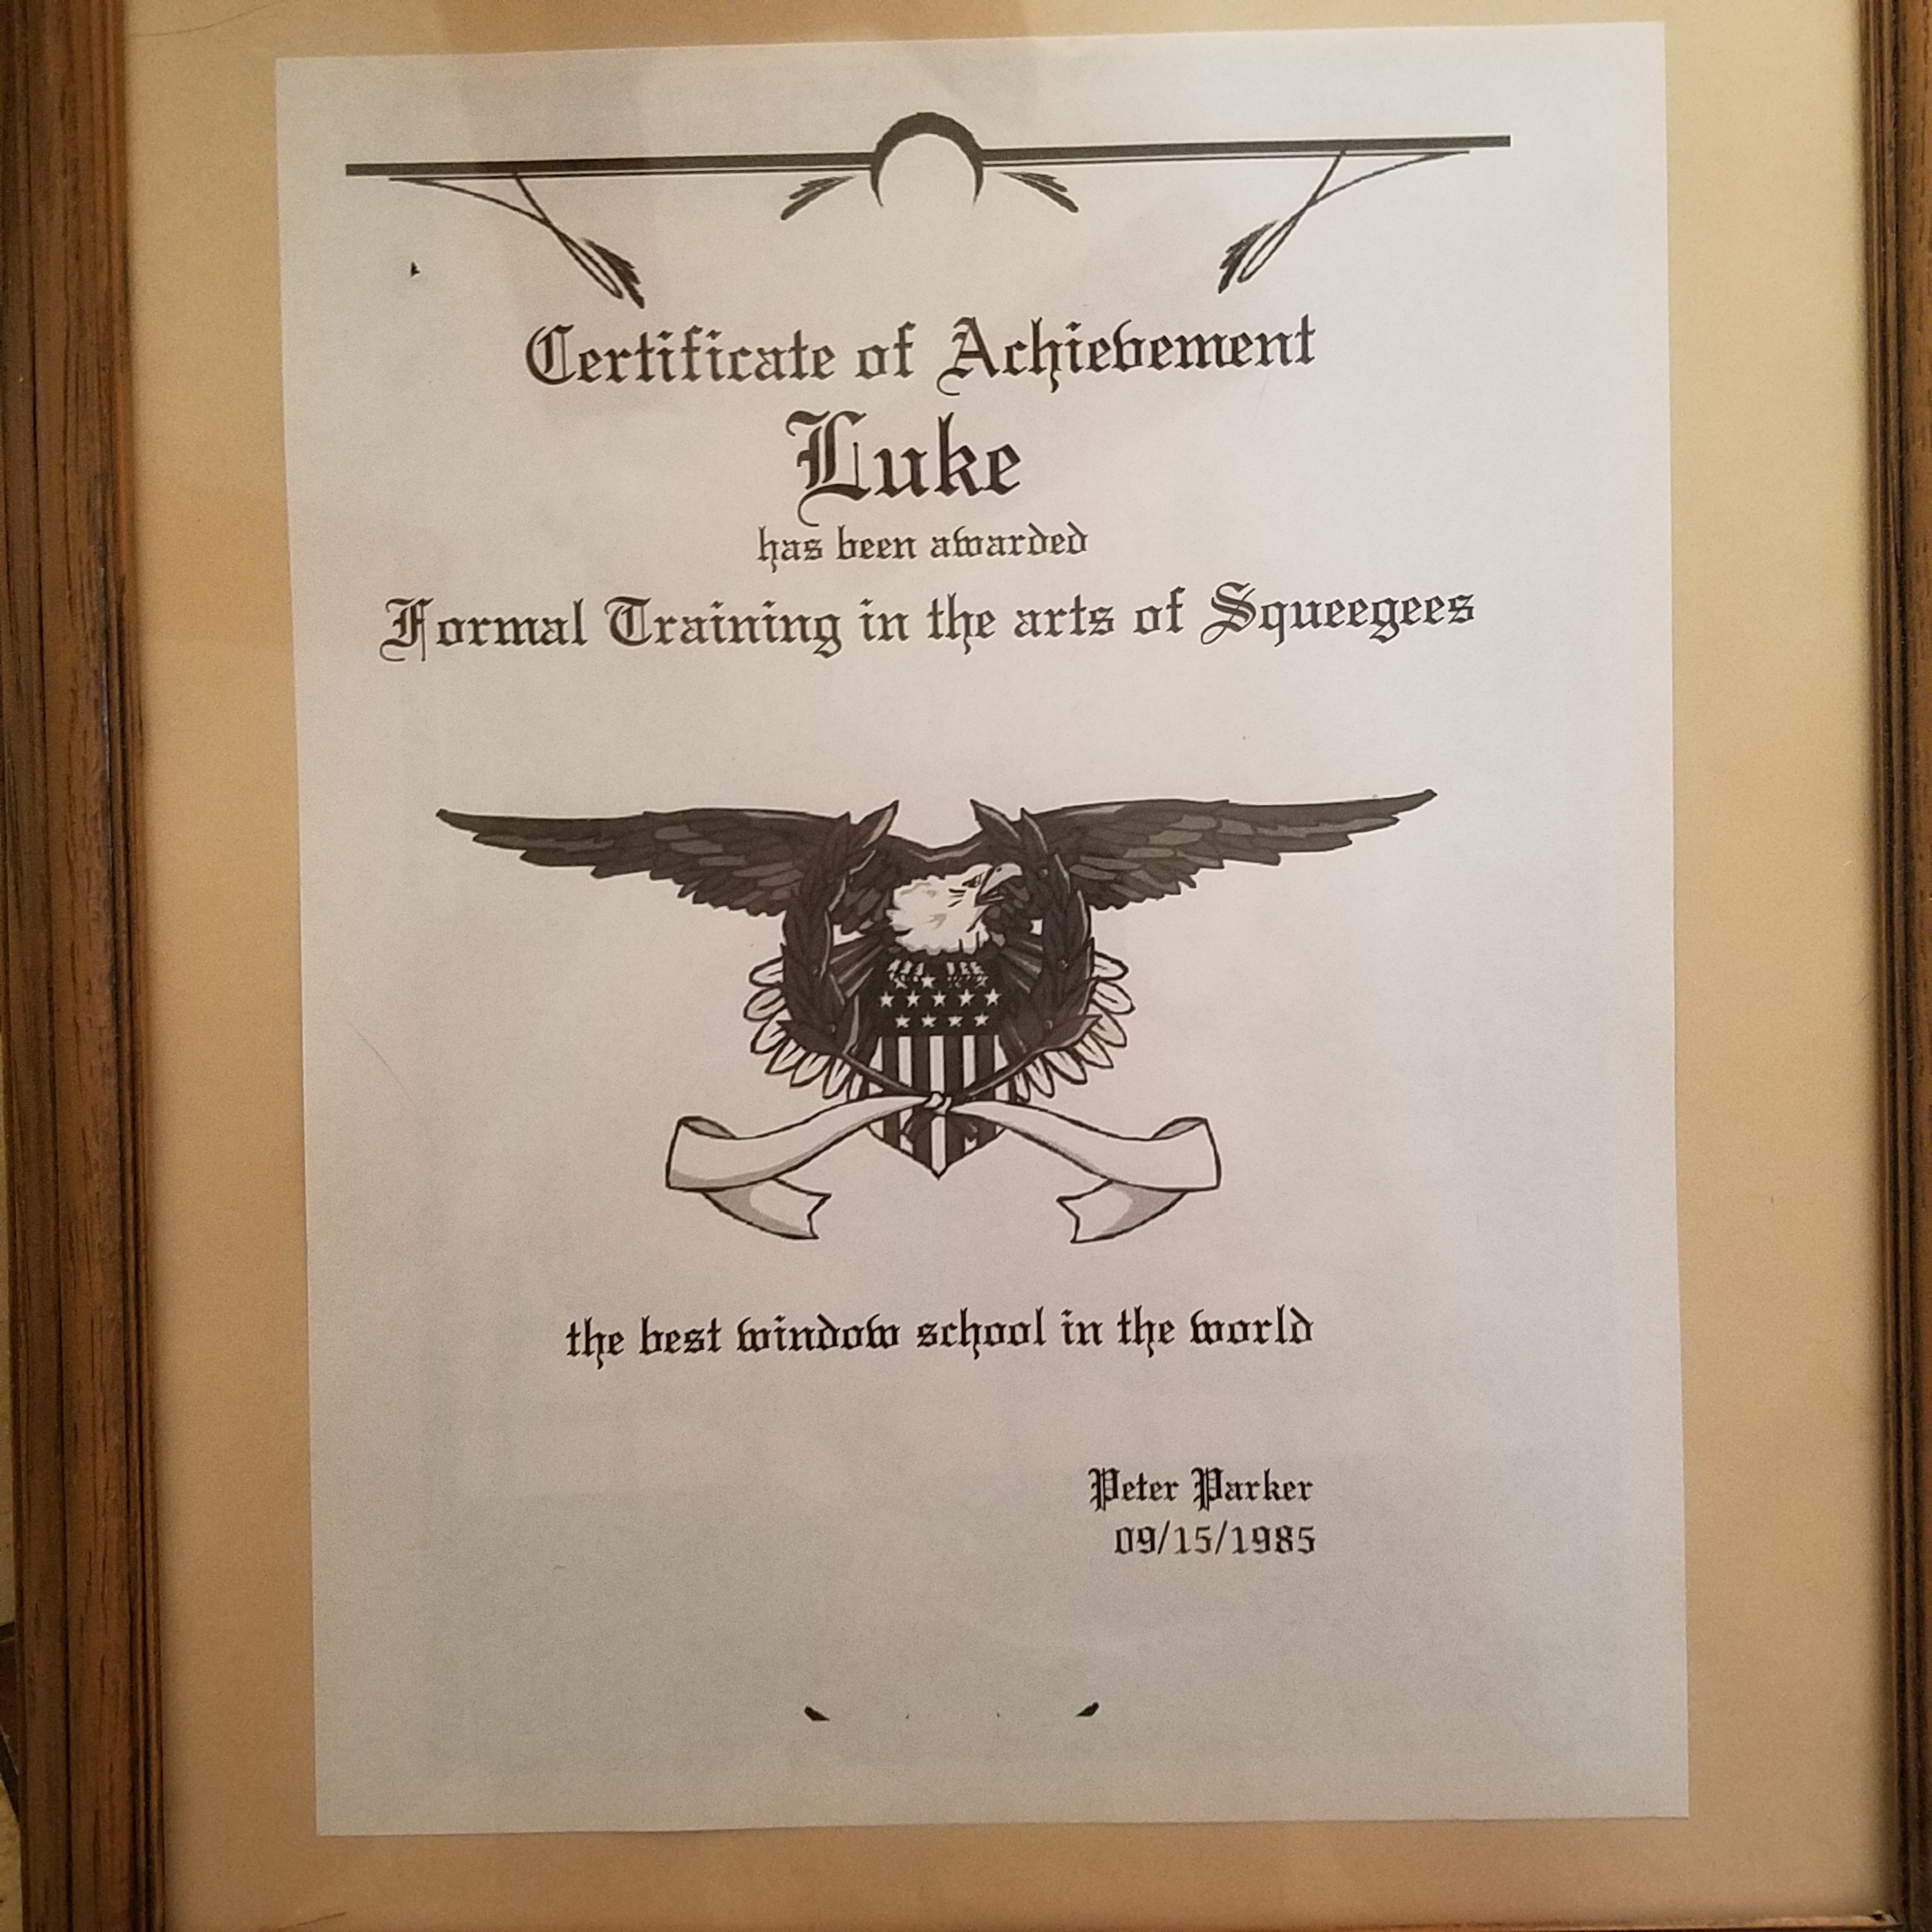 Certificate of Achievement
Luke
has been awarded
Formal Training in the arts of Squeegees
the best window school in the world
Peter Parker
09/15/1985